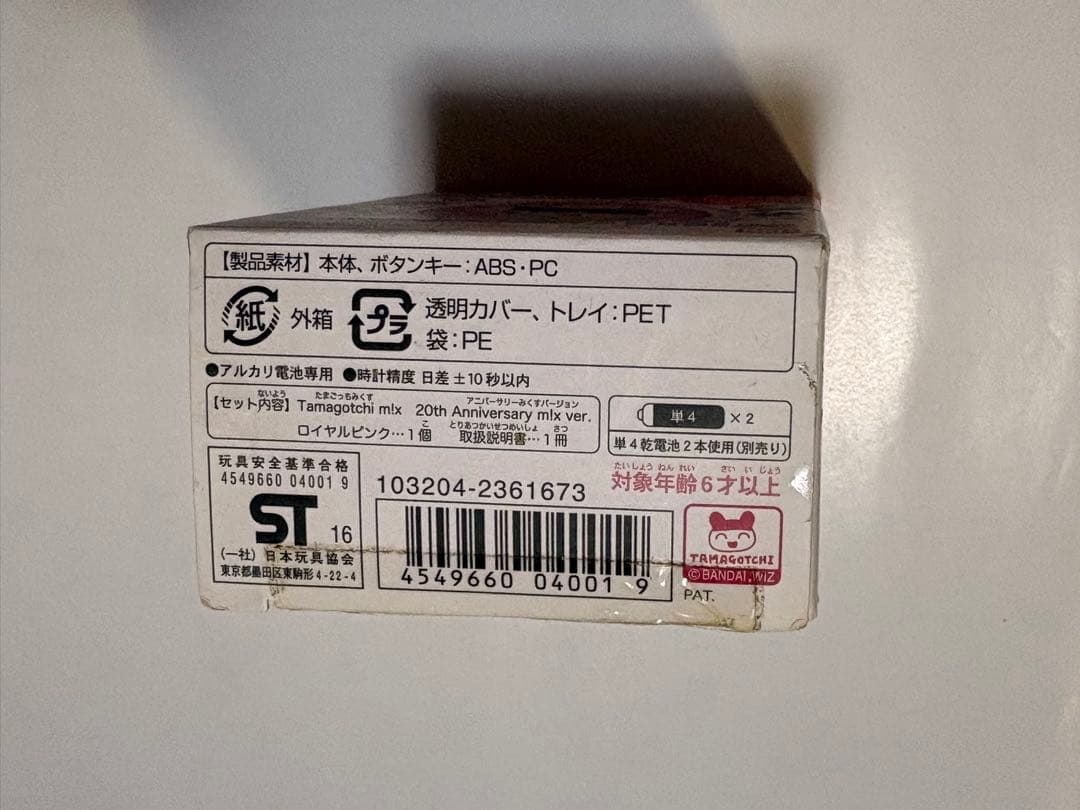 【製品素材】本体、ボタンキー：ABS・PC
紙 外箱 プラ 透明カバー、トレイ：PET
袋：PE
●アルカリ電池専用 ●時計精度 日差±10秒以内
ないよう たまごっちみくす アニバーサリーみくすバージョン
【セット内容】Tamagotchi m!x 20th Anniversary m!x ver.
こ とりあつかいせつめいしょ さつ
ロイヤルピンク…1個 取扱説明書…1冊
単4 ×2
単4乾電池2本使用(別売り)
玩具安全基準合格
4549660 04001 9
ST 16
(一社)日本玩具協会
東京都墨田区東駒形4-22-4
103204-2361673
4549660 04001 9
たいしょう ねん れい さい い じょう
対象年齢6才以上
TAMAGOTCHI
©BANDAI,WiZ
PAT.